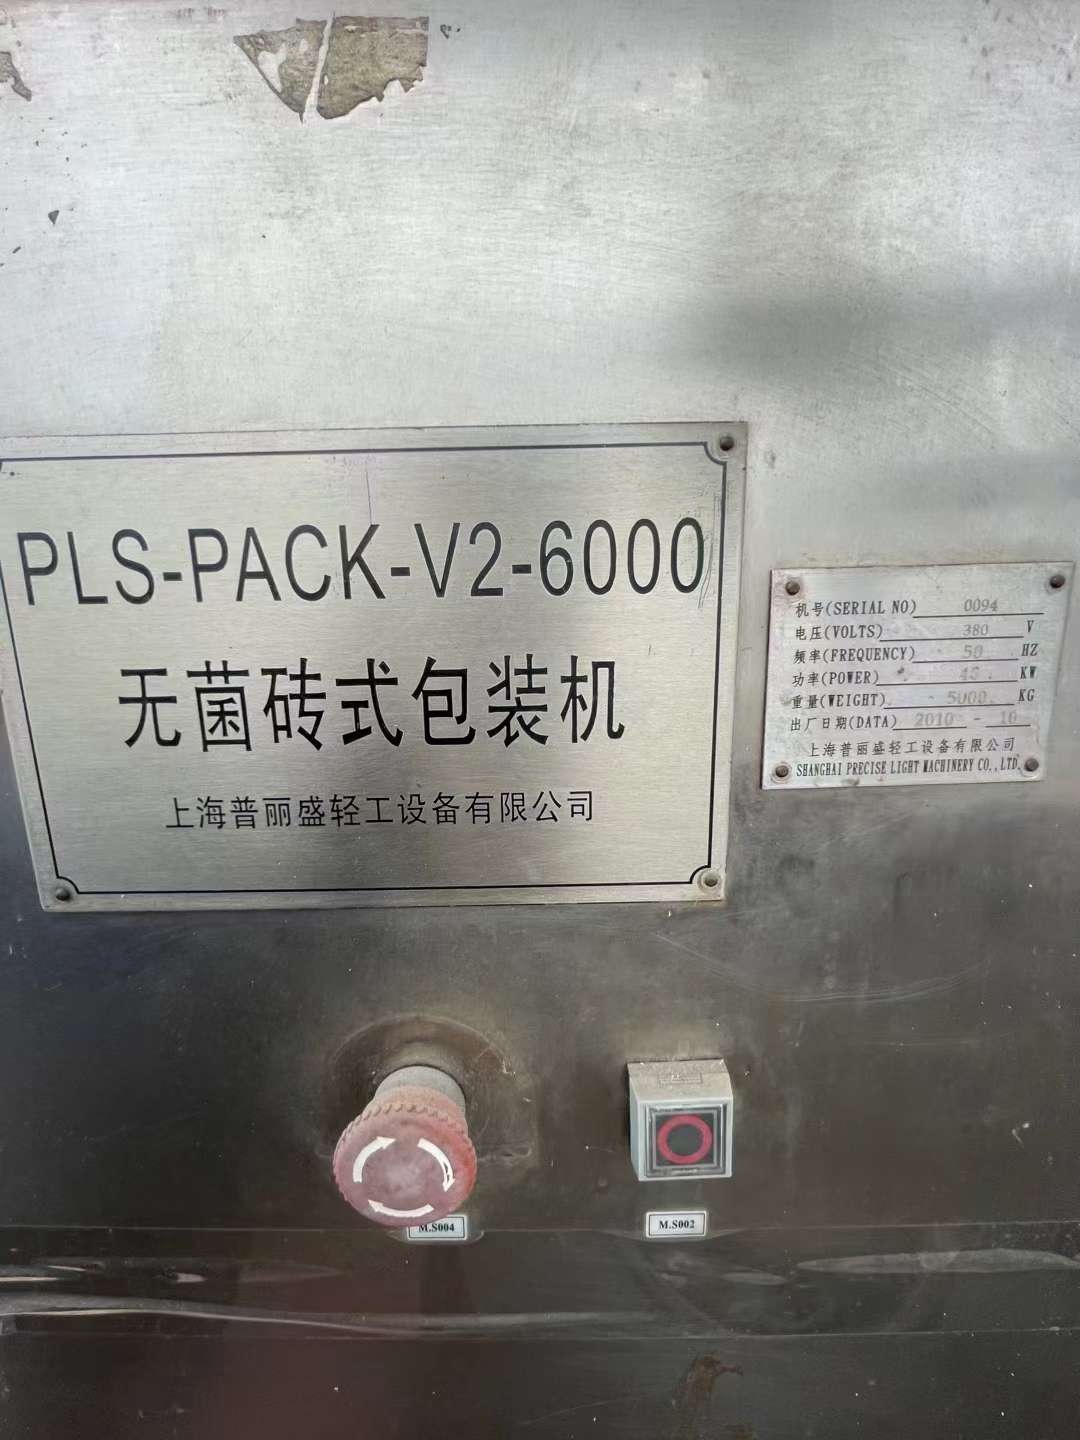 PLS-PACK-V2-6000
无菌砖式包装机
上海普丽盛轻工设备有限公司
机号(SERIAL NO) 0094
电压(VOLTS) 380 V
频率(FREQUENCY) 50 HZ
功率(POWER) KW
重量(WEIGHT) 5000 KG
出厂日期(DATA) 2010 - 10
上海普丽盛轻工设备有限公司
SHANGHAI PRECISE LIGHT MACHINERY CO.,LTD.
M.S004
M.S002